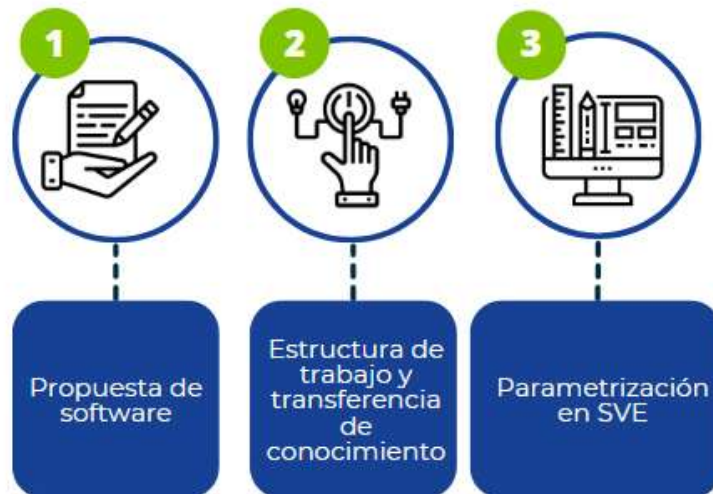 1
2
3
Propuesta de
software
Estructura de
trabajo y
transferencia
de
conocimiento
Parametrización
en SVE